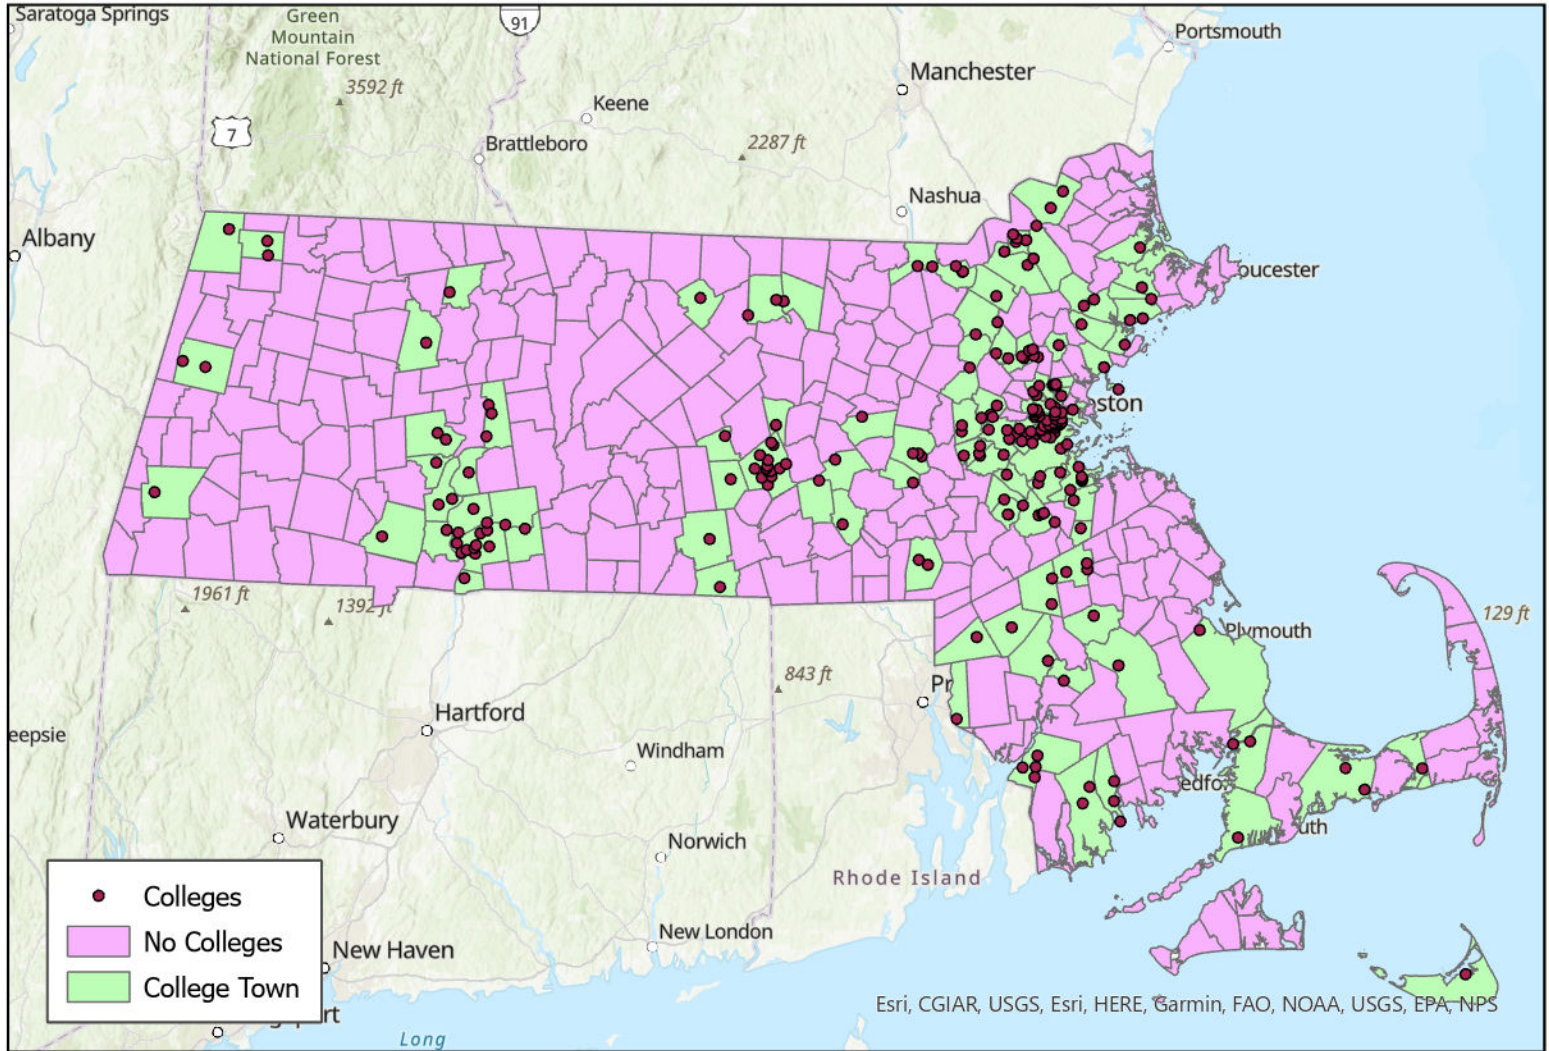 Saratoga Springs
Green
Mountain
National Forest
91
Portsmouth
3592 ft
Manchester
7
Keene
Brattleboro
2287 ft
Nashua
Albany
oucester
ston
1961 ft
1392 ft
129 ft
Plymouth
843 ft
Pr
Hartford
eepsie
Windham
edfo
Waterbury
uth
Norwich
Rhode Island
Colleges
No Colleges
College Town
New London
New Haven
port
Long
Esri, CGIAR, USGS, Esri, HERE, Garmin, FAO, NOAA, USGS, EPA, NPS